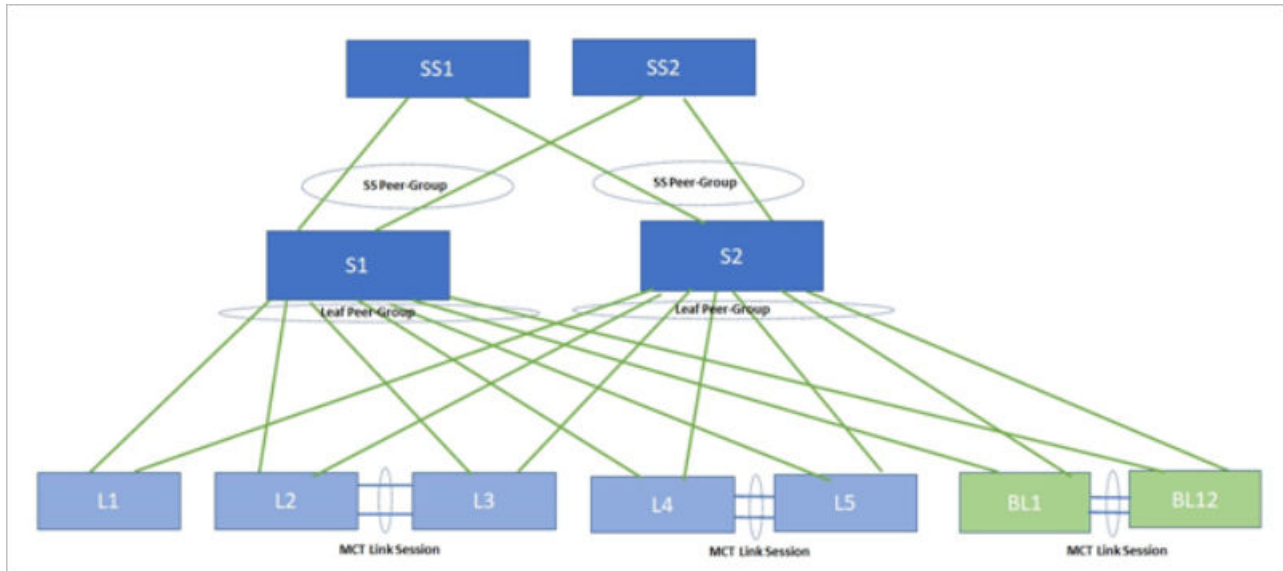 SS1
SS2
SS Peer-Group
SS Peer-Group
S1
S2
Leaf Peer-Group
Leaf Peer-Group
L1
L2
L3
L4
L5
BL1
BL12
MCT Link Session
MCT Link Session
MCT Link Session